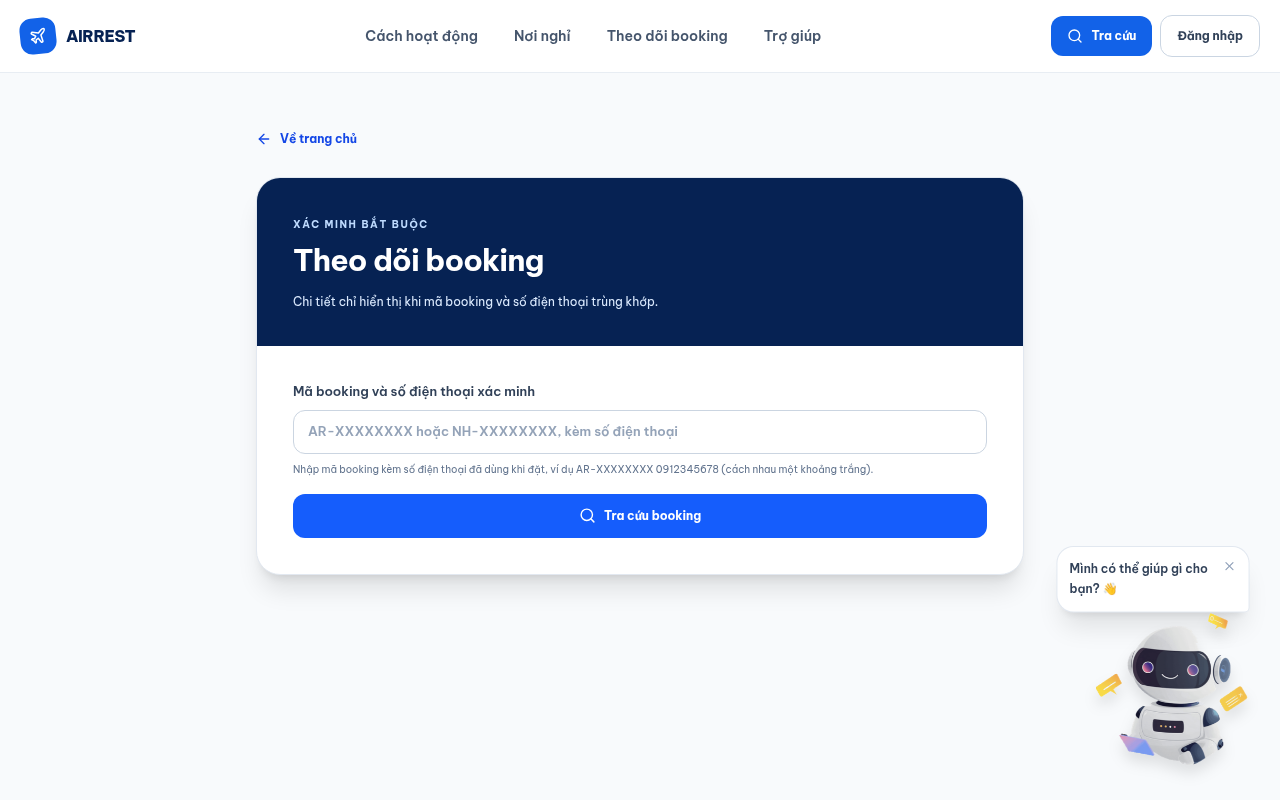 AIRREST
Cách hoạt động
Nơi nghỉ
Theo dõi booking
Trợ giúp
Tra cứu
Đăng nhập
Về trang chủ
XÁC MINH BẮT BUỘC
Theo dõi booking
Chi tiết chỉ hiển thị khi mã booking và số điện thoại trùng khớp.
Mã booking và số điện thoại xác minh
AR-XXXXXXXX hoặc NH-XXXXXXXX, kèm số điện thoại
Nhập mã booking kèm số điện thoại đã dùng khi đặt, ví dụ AR-XXXXXXXX 0912345678 (cách nhau một khoảng trắng).
Tra cứu booking
Mình có thể giúp gì cho
bạn? 👋